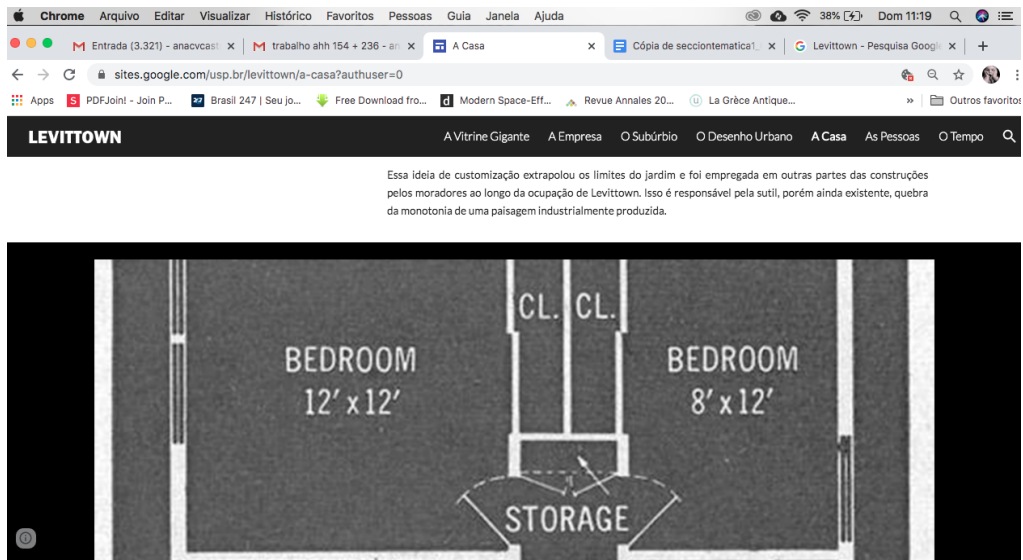 Chrome Arquivo Editar Visualizar Histórico Favoritos Pessoas Guia Janela Ajuda 38% Dom 11:19
Entrada (3.321) - anacvcast x trabalho ahh 154 + 236 - an x A Casa x Cópia de secciontematica1_ x Levittown - Pesquisa Google x +
sites.google.com/usp.br/levittown/a-casa?authuser=0
Apps PDFJoin! - Join P... Brasil 247 | Seu jo... Free Download fro... Modern Space-Eff... Revue Annales 20... La Grèce Antique... » Outros favoritos
LEVITTOWN A Vitrine Gigante A Empresa O Subúrbio O Desenho Urbano A Casa As Pessoas O Tempo
Essa ideia de customização extrapolou os limites do jardim e foi empregada em outras partes das construções
pelos moradores ao longo da ocupação de Levittown. Isso é responsável pela sutil, porém ainda existente, quebra
da monotonia de uma paisagem industrialmente produzida.
CL. CL.
BEDROOM BEDROOM
12' x 12' 8' x 12'
STORAGE